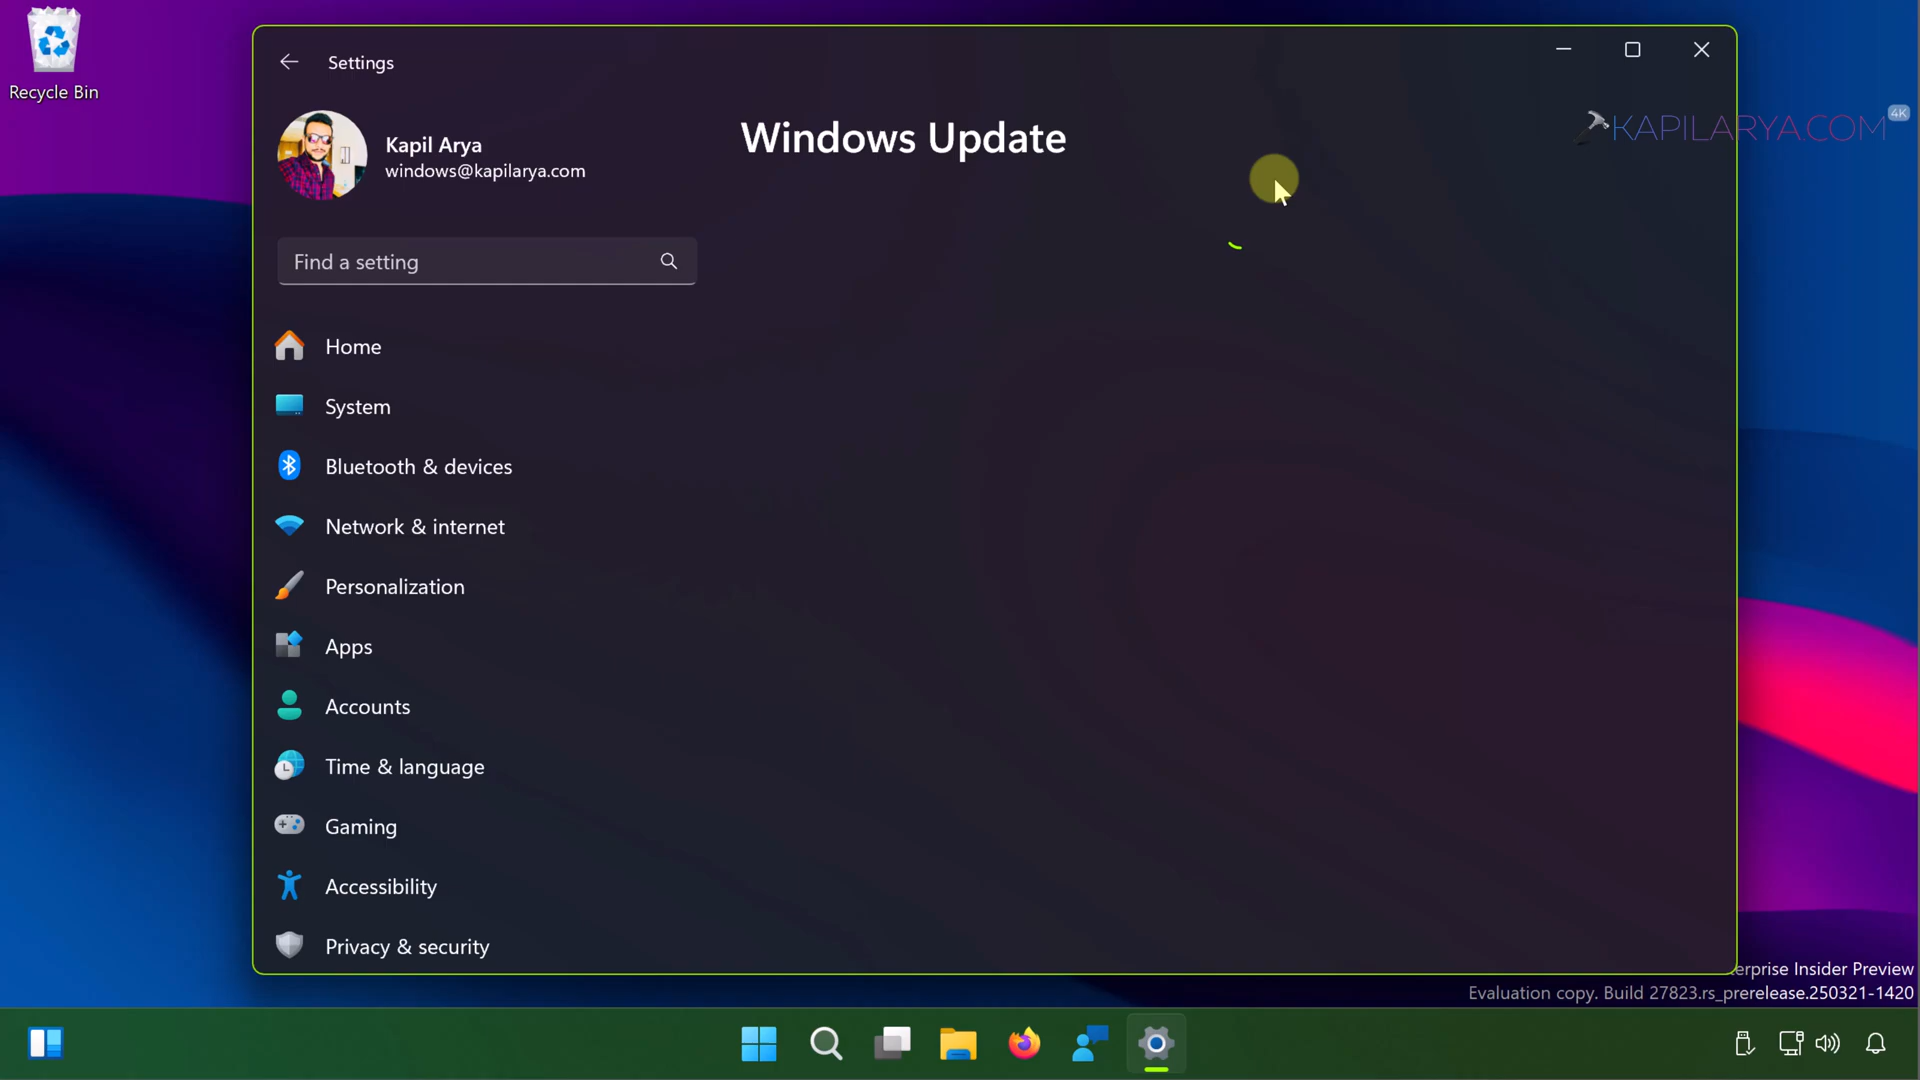 Recycle Bin
Settings
Kapil Arya
windows@kapilarya.com
Windows Update
KAPILARYA.COM
4K
Find a setting
Home
System
Bluetooth & devices
Network & internet
Personalization
Apps
Accounts
Time & language
Gaming
Accessibility
Privacy & security
erprise Insider Preview
Evaluation copy. Build 27823.rs_prerelease.250321-1420